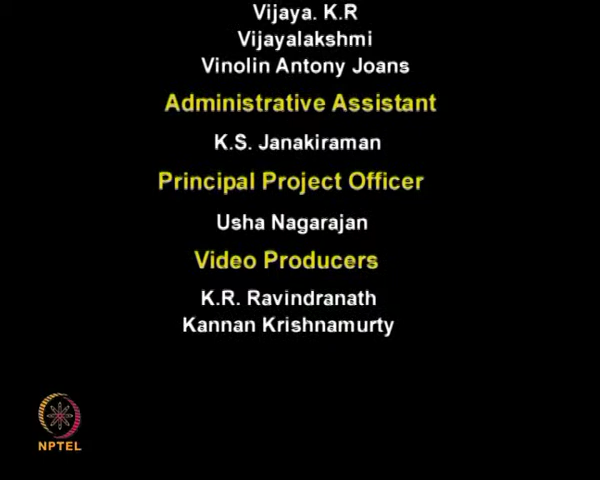 Vijaya. K.R
Vijayalakshmi
Vinolin Antony Joans
Administrative Assistant
K.S. Janakiraman
Principal Project Officer
Usha Nagarajan
Video Producers
K.R. Ravindranath
Kannan Krishnamurty
NPTEL